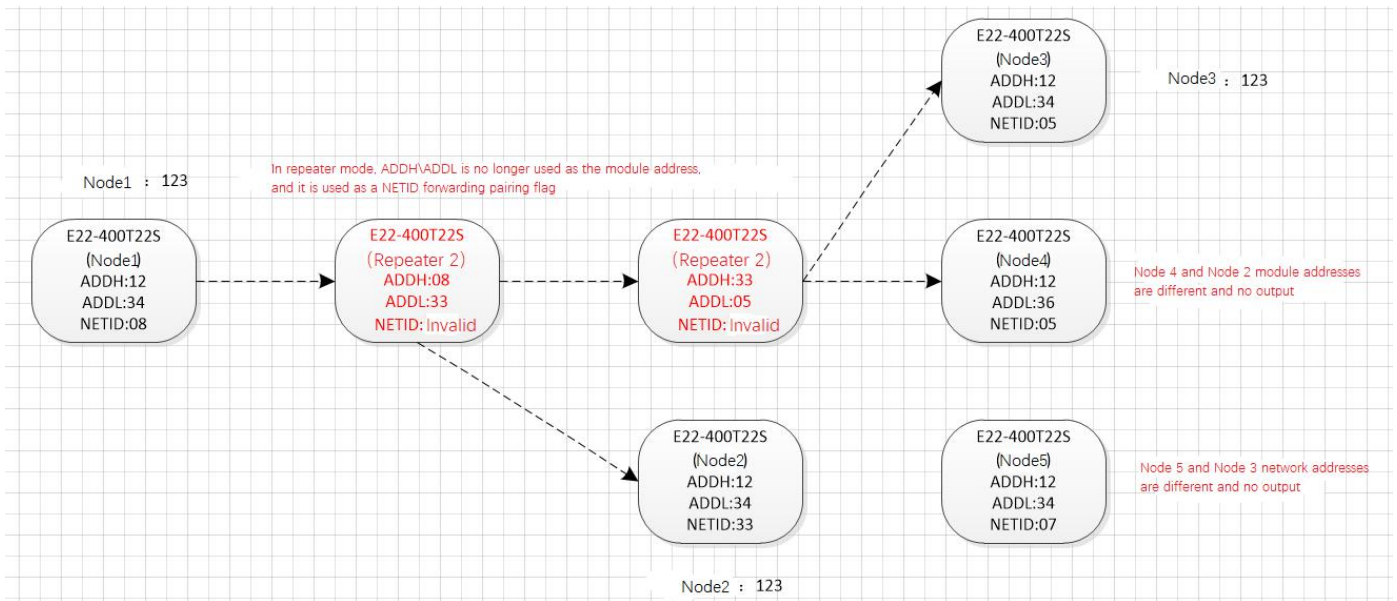 E22-400T22S
(Node3)
ADDH:12
ADDL:34
NETID:05
Node3 : 123
Node1 : 123
In repeater mode, ADDH\ADDL is no longer used as the module address,
and it is used as a NETID forwarding pairing flag
E22-400T22S
(Node1)
ADDH:12
ADDL:34
NETID:08
E22-400T22S
(Repeater 2)
ADDH:08
ADDL:33
NETID: Invalid
E22-400T22S
(Repeater 2)
ADDH:33
ADDL:05
NETID: Invalid
E22-400T22S
(Node4)
ADDH:12
ADDL:36
NETID:05
Node 4 and Node 2 module addresses
are different and no output
E22-400T22S
(Node2)
ADDH:12
ADDL:34
NETID:33
E22-400T22S
(Node5)
ADDH:12
ADDL:34
NETID:07
Node 5 and Node 3 network addresses
are different and no output
Node2 : 123